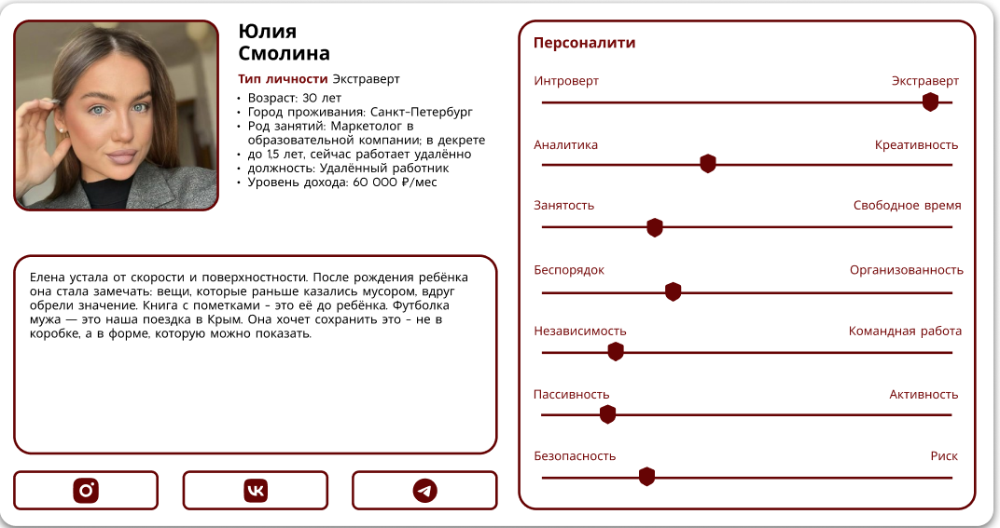 Юлия
Смолина
Тип личности Экстраверт
• Возраст: 30 лет
• Город проживания: Санкт-Петербург
• Род занятий: Маркетолог в
образовательной компании; в декрете
• до 1,5 лет, сейчас работает удалённо
• должность: Удалённый работник
• Уровень дохода: 60 000 ₽/мес
Елена устала от скорости и поверхностности. После рождения ребёнка
она стала замечать: вещи, которые раньше казались мусором, вдруг
обрели значение. Книга с пометками - это её до ребёнка. Футболка
мужа — это наша поездка в Крым. Она хочет сохранить это - не в
коробке, а в форме, которую можно показать.
Персоналити
Интроверт Экстраверт
Аналитика Креативность
Занятость Свободное время
Беспорядок Организованность
Независимость Командная работа
Пассивность Активность
Безопасность Риск